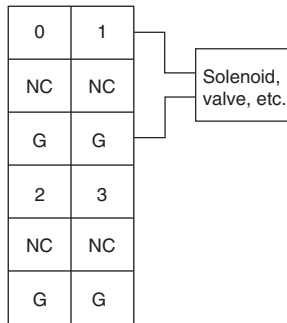 0 1
NC NC
G G
2 3
NC NC
G G
Solenoid,
valve, etc.